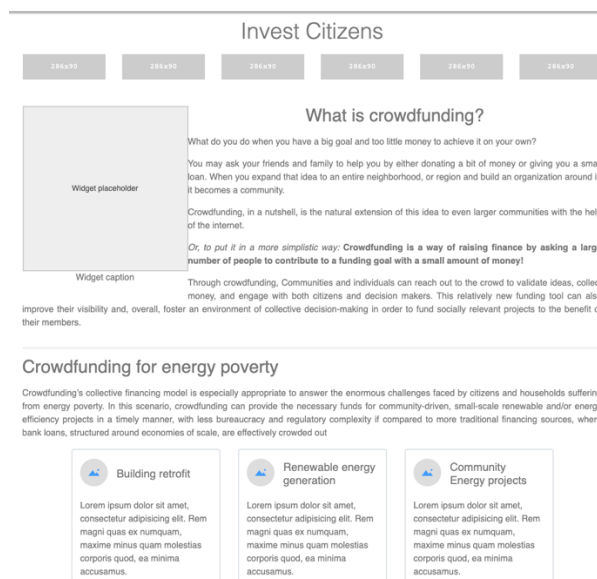 Invest Citizens
286x90 286x90 286x90 286x90 286x90 286x90
Widget placeholder
Widget caption
What is crowdfunding?
What do you do when you have a big goal and too little money to achieve it on your own?
You may ask your friends and family to help you by either donating a bit of money or giving you a sma
loan. When you expand that idea to an entire neighborhood, or region and build an organization around i
it becomes a community.
Crowdfunding, in a nutshell, is the natural extension of this idea to even larger communities with the hel
of the internet.
Or, to put it in a more simplistic way: Crowdfunding is a way of raising finance by asking a larg
number of people to contribute to a funding goal with a small amount of money!
Through crowdfunding, Communities and individuals can reach out to the crowd to validate ideas, collec
money, and engage with both citizens and decision makers. This relatively new funding tool can als
improve their visibility and, overall, foster an environment of collective decision-making in order to fund socially relevant projects to the benefit o
their members.
Crowdfunding for energy poverty
Crowdfunding's collective financing model is especially appropriate to answer the enormous challenges faced by citizens and households sufferin
from energy poverty. In this scenario, crowdfunding can provide the necessary funds for community-driven, small-scale renewable and/or energ
efficiency projects in a timely manner, with less bureaucracy and regulatory complexity if compared to more traditional financing sources, wher
bank loans, structured around economies of scale, are effectively crowded out
Building retrofit
Lorem ipsum dolor sit amet,
consectetur adipisicing elit. Rem
magni quas ex numquam,
maxime minus quam molestias
corporis quod, ea minima
accusamus.
Renewable energy
generation
Lorem ipsum dolor sit amet,
consectetur adipisicing elit. Rem
magni quas ex numquam,
maxime minus quam molestias
corporis quod, ea minima
accusamus.
Community
Energy projects
Lorem ipsum dolor sit amet,
consectetur adipisicing elit. Rem
magni quas ex numquam,
maxime minus quam molestias
corporis quod, ea minima
accusamus.